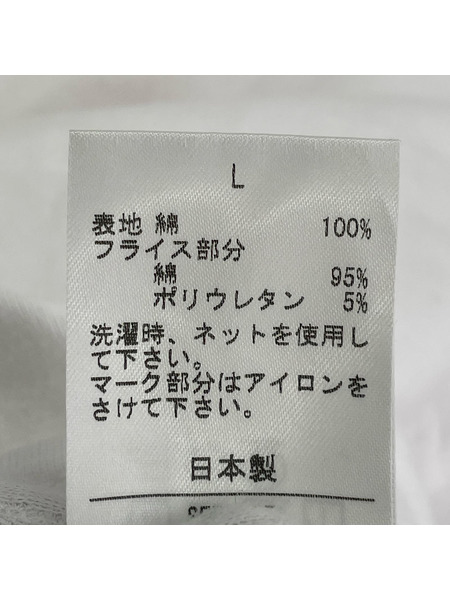 L
表地 綿 100%
フライス部分
綿 95%
ポリウレタン 5%
洗濯時、ネットを使用し
て下さい。
マーク部分はアイロンを
さけて下さい。
日本製